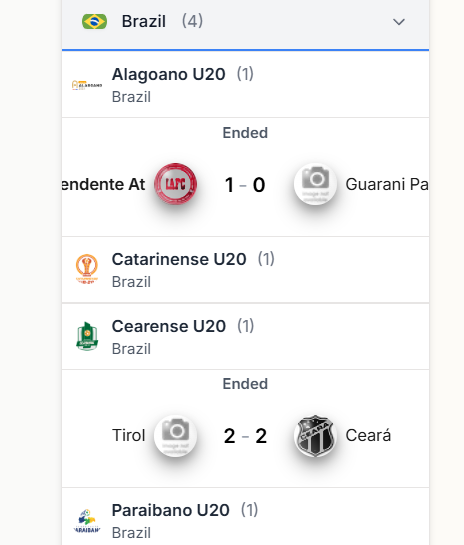 Brazil (4)
Alagoano U20 (1)
Brazil
Ended
endente At 1 - 0 Guarani Pa
Catarinense U20 (1)
Brazil
Cearense U20 (1)
Brazil
Ended
Tirol 2 - 2 Ceará
Paraibano U20 (1)
Brazil